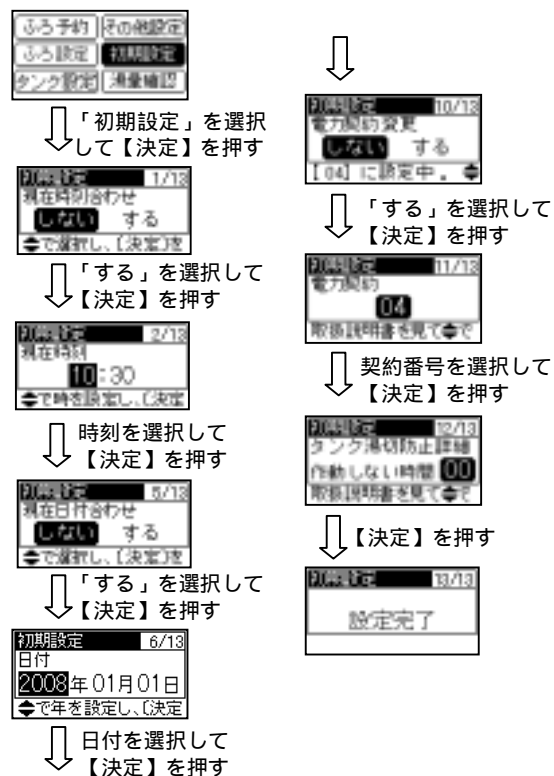 ふろ予約 その他設定
ふろ設定 初期設定
タンク設定 湯量確認
「初期設定」を選択
して【決定】を押す
初期設定 1/13
現在時刻合わせ
しない する
◆で選択し、〔決定〕を
「する」を選択して
【決定】を押す
初期設定 2/13
現在時刻
10:30
◆で時を設定し、〔決定
時刻を選択して
【決定】を押す
初期設定 5/13
現在日付合わせ
しない する
◆で選択し、〔決定〕を
「する」を選択して
【決定】を押す
初期設定 6/13
日付
2008年01月01日
◆で年を設定し、〔決定
日付を選択して
【決定】を押す
初期設定 10/13
電力契約変更
しない する
【04】に設定中。◆
「する」を選択して
【決定】を押す
初期設定 11/13
電力契約
04
取扱説明書を見て◆で
契約番号を選択して
【決定】を押す
初期設定 12/13
タンク湯切防止詳細
作動しない時間 00
取扱説明書を見て◆で
【決定】を押す
初期設定 13/13
設定完了